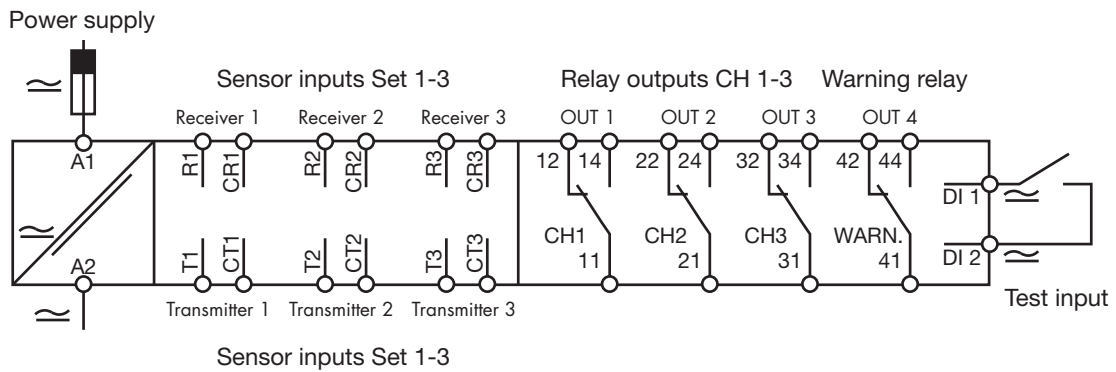 Power supply
Sensor inputs Set 1-3 Relay outputs CH 1-3 Warning relay
Receiver 1 Receiver 2 Receiver 3 OUT 1 OUT 2 OUT 3 OUT 4
A1 R1 CR1 R2 CR2 R3 CR3 12 14 22 24 32 34 42 44
DI 1
CH1 CH2 CH3 WARN.
A2 T1 CT1 T2 CT2 T3 CT3 11 21 31 41 DI 2
Transmitter 1 Transmitter 2 Transmitter 3 Test input
Sensor inputs Set 1-3